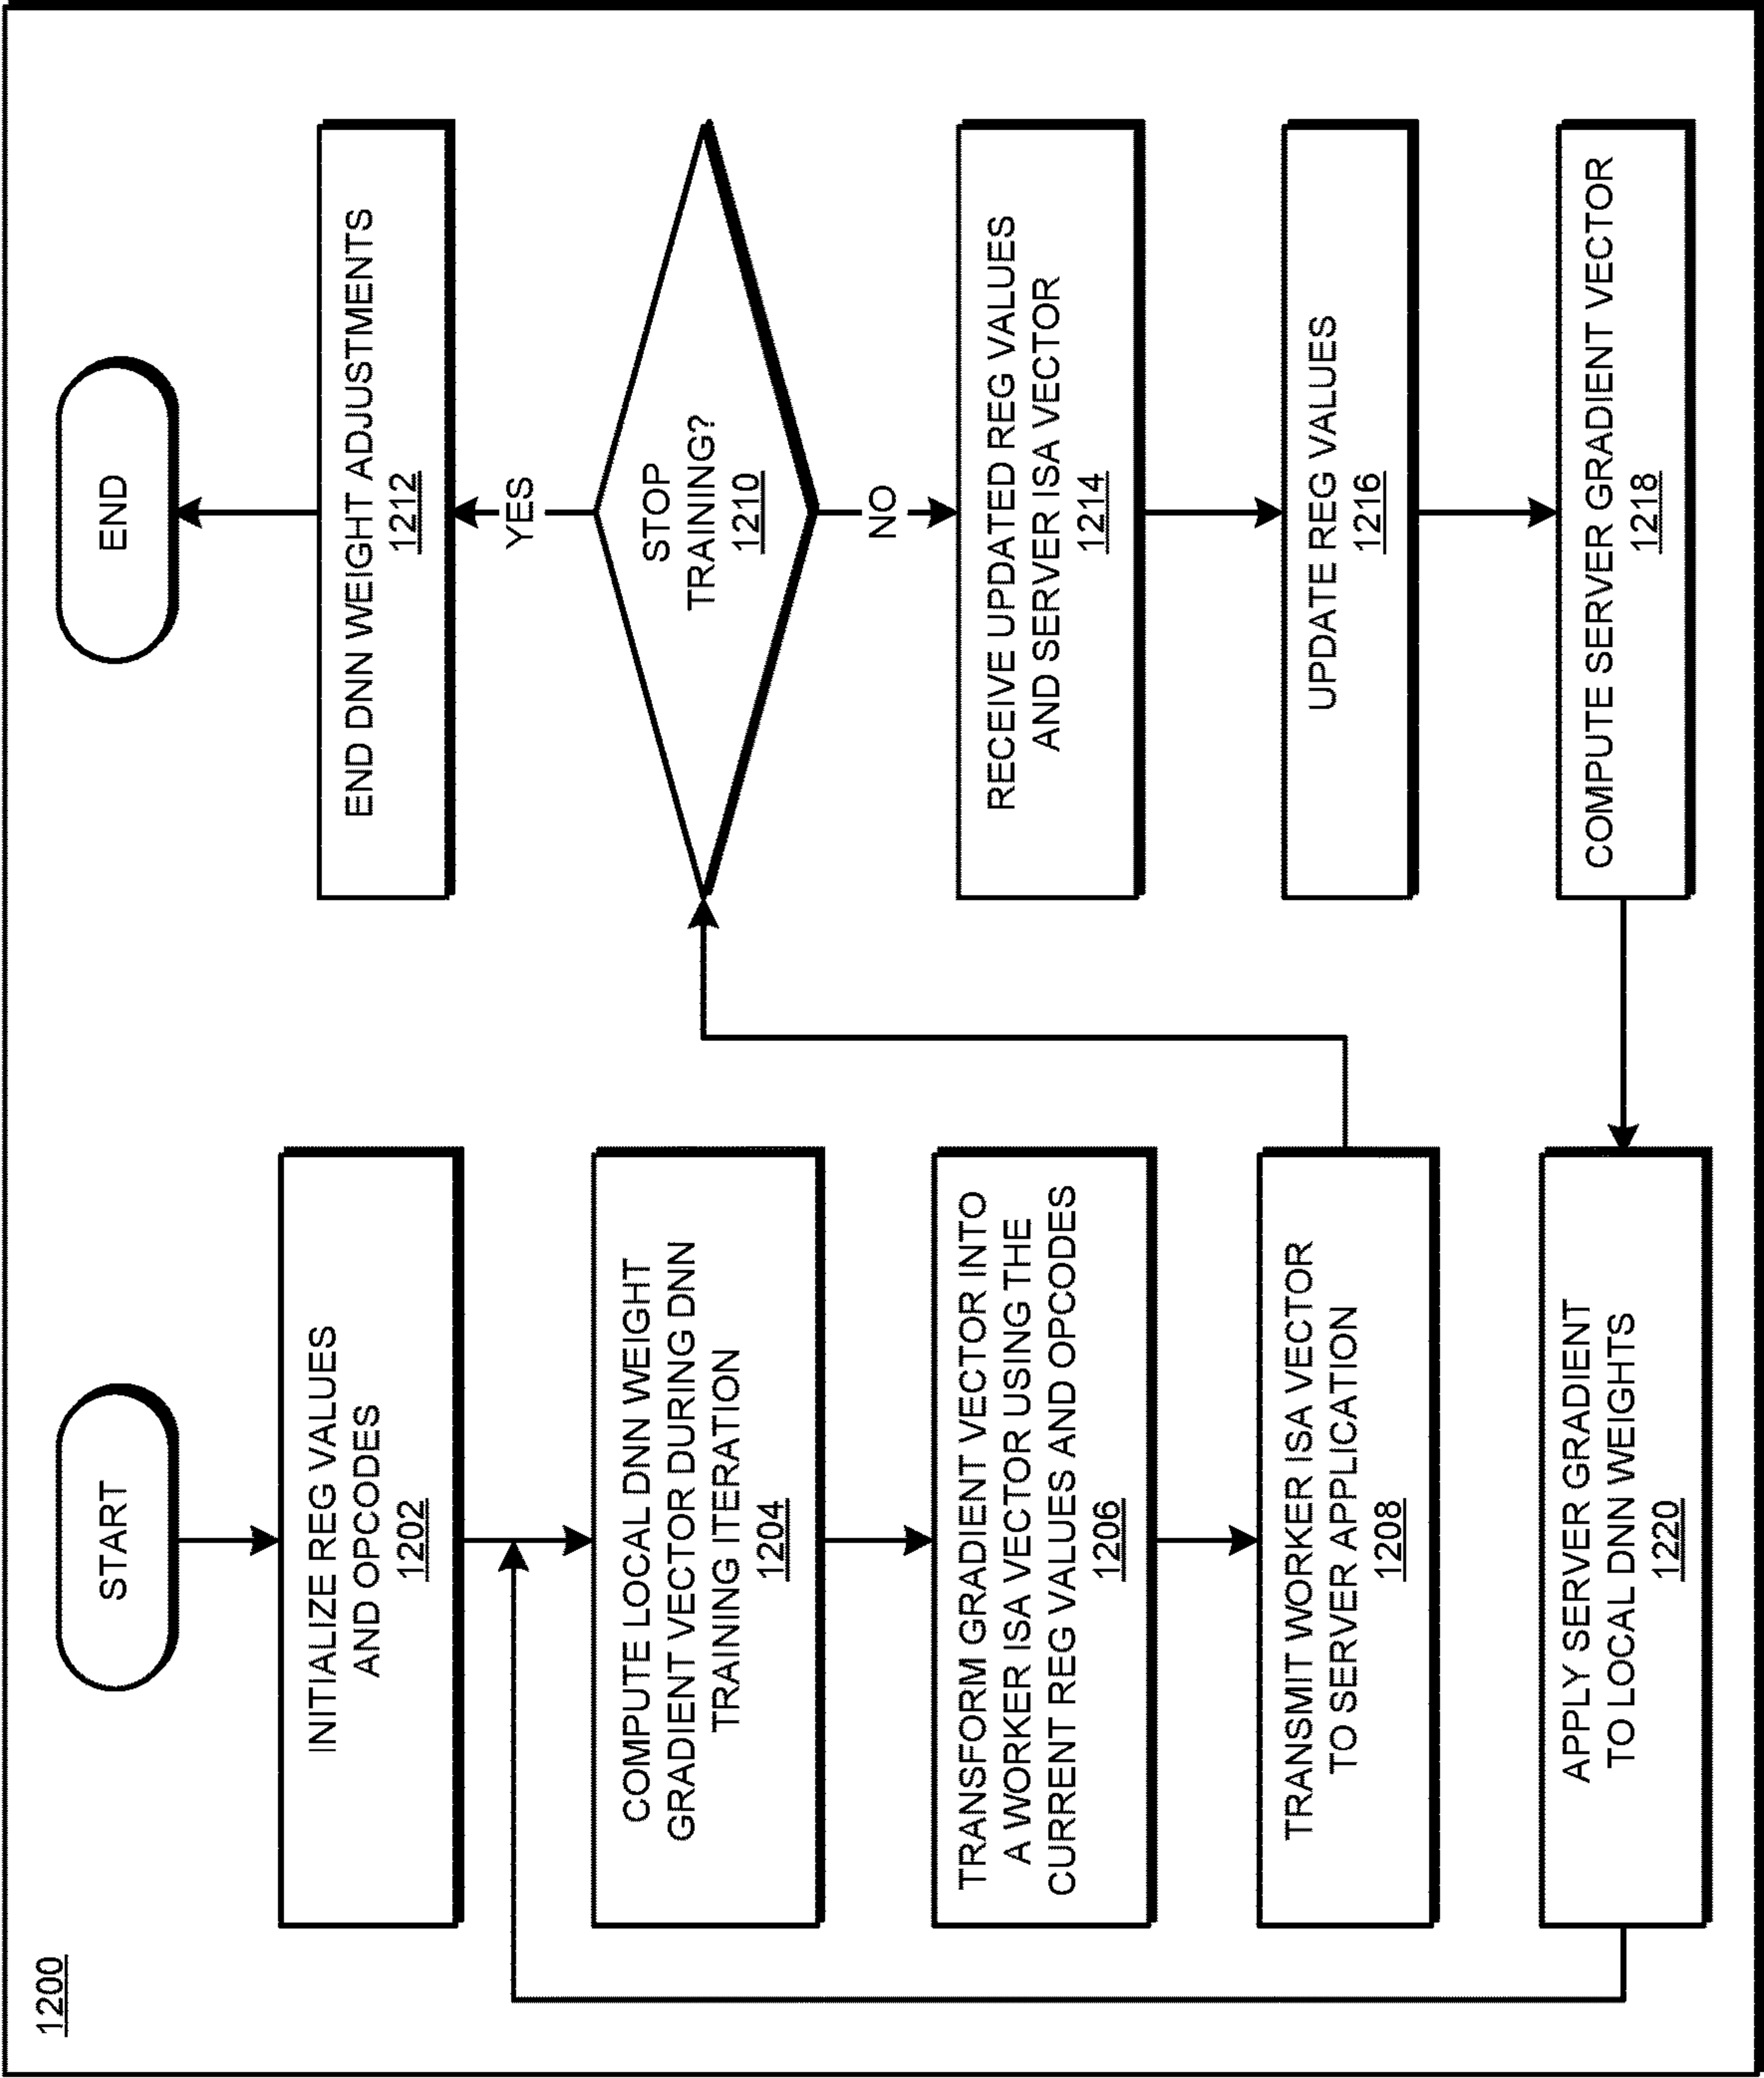 1200
START
INITIALIZE REG VALUES
AND OPCODES
1202
COMPUTE LOCAL DNN WEIGHT
GRADIENT VECTOR DURING DNN
TRAINING ITERATION
1204
TRANSFORM GRADIENT VECTOR INTO
A WORKER ISA VECTOR USING THE
CURRENT REG VALUES AND OPCODES
1206
TRANSMIT WORKER ISA VECTOR
TO SERVER APPLICATION
1208
END
END DNN WEIGHT ADJUSTMENTS
1212
YES
STOP
TRAINING?
1210
NO
RECEIVE UPDATED REG VALUES
AND SERVER ISA VECTOR
1214
UPDATE REG VALUES
1216
COMPUTE SERVER GRADIENT VECTOR
1218
APPLY SERVER GRADIENT
TO LOCAL DNN WEIGHTS
1220